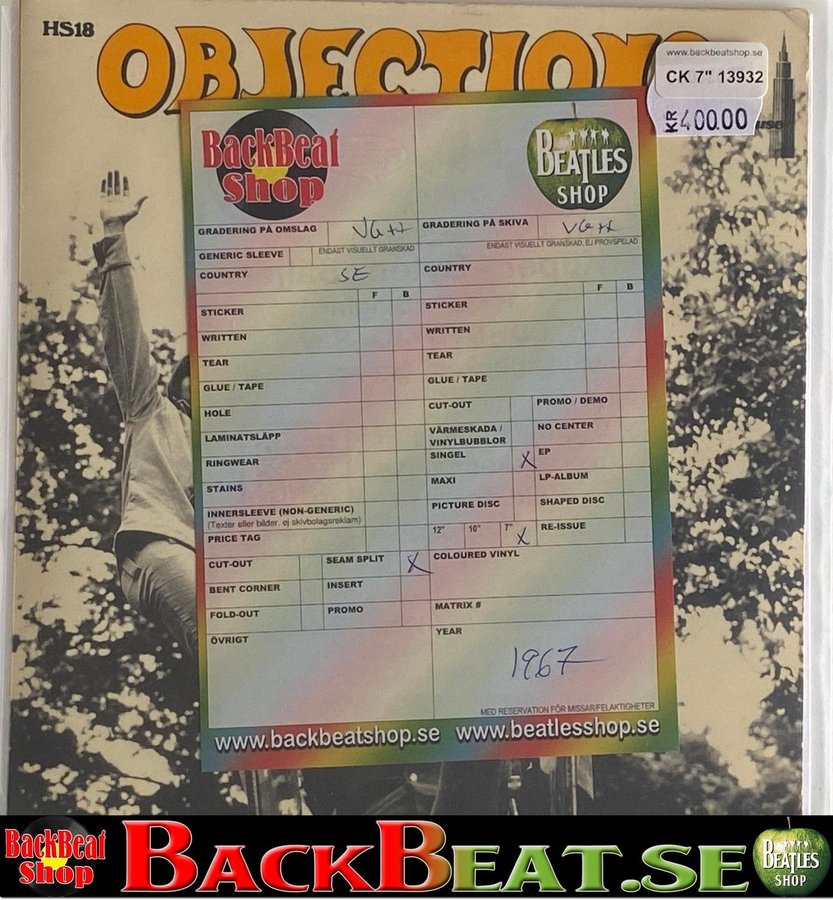 HS18
OBJECTIONS
www.backbeatshop.se
CK 7" 13932
KR 400.00
use
BackBeat
Shop
BEATLES
SHOP
GRADERING PÅ OMSLAG VG++
GRADERING PÅ SKIVA VG++
GENERIC SLEEVE ENDAST VISUELLT GRANSKAD
ENDAST VISUELLT GRANSKAD, EJ PROVSPELAD
COUNTRY SE
COUNTRY
F B
F B
STICKER
STICKER
WRITTEN
WRITTEN
TEAR
TEAR
GLUE / TAPE
GLUE / TAPE
HOLE
CUT-OUT PROMO / DEMO
LAMINATSLÄPP
VÄRMESKADA /
VINYLBUBBLOR
NO CENTER
RINGWEAR
SINGEL X EP
STAINS
MAXI LP-ALBUM
INNERSLEEVE (NON-GENERIC)
(Texter eller bilder, ej skivbolagsreklam)
PICTURE DISC SHAPED DISC
PRICE TAG
12" 10" 7" X RE-ISSUE
CUT-OUT SEAM SPLIT X
COLOURED VINYL
BENT CORNER INSERT
FOLD-OUT PROMO
MATRIX #
ÖVRIGT
YEAR
1967
MED RESERVATION FÖR MISSAR/FELAKTIGHETER
www.backbeatshop.se www.beatlesshop.se
BackBeat
Shop
BACKBEAT.SE
BEATLES
SHOP